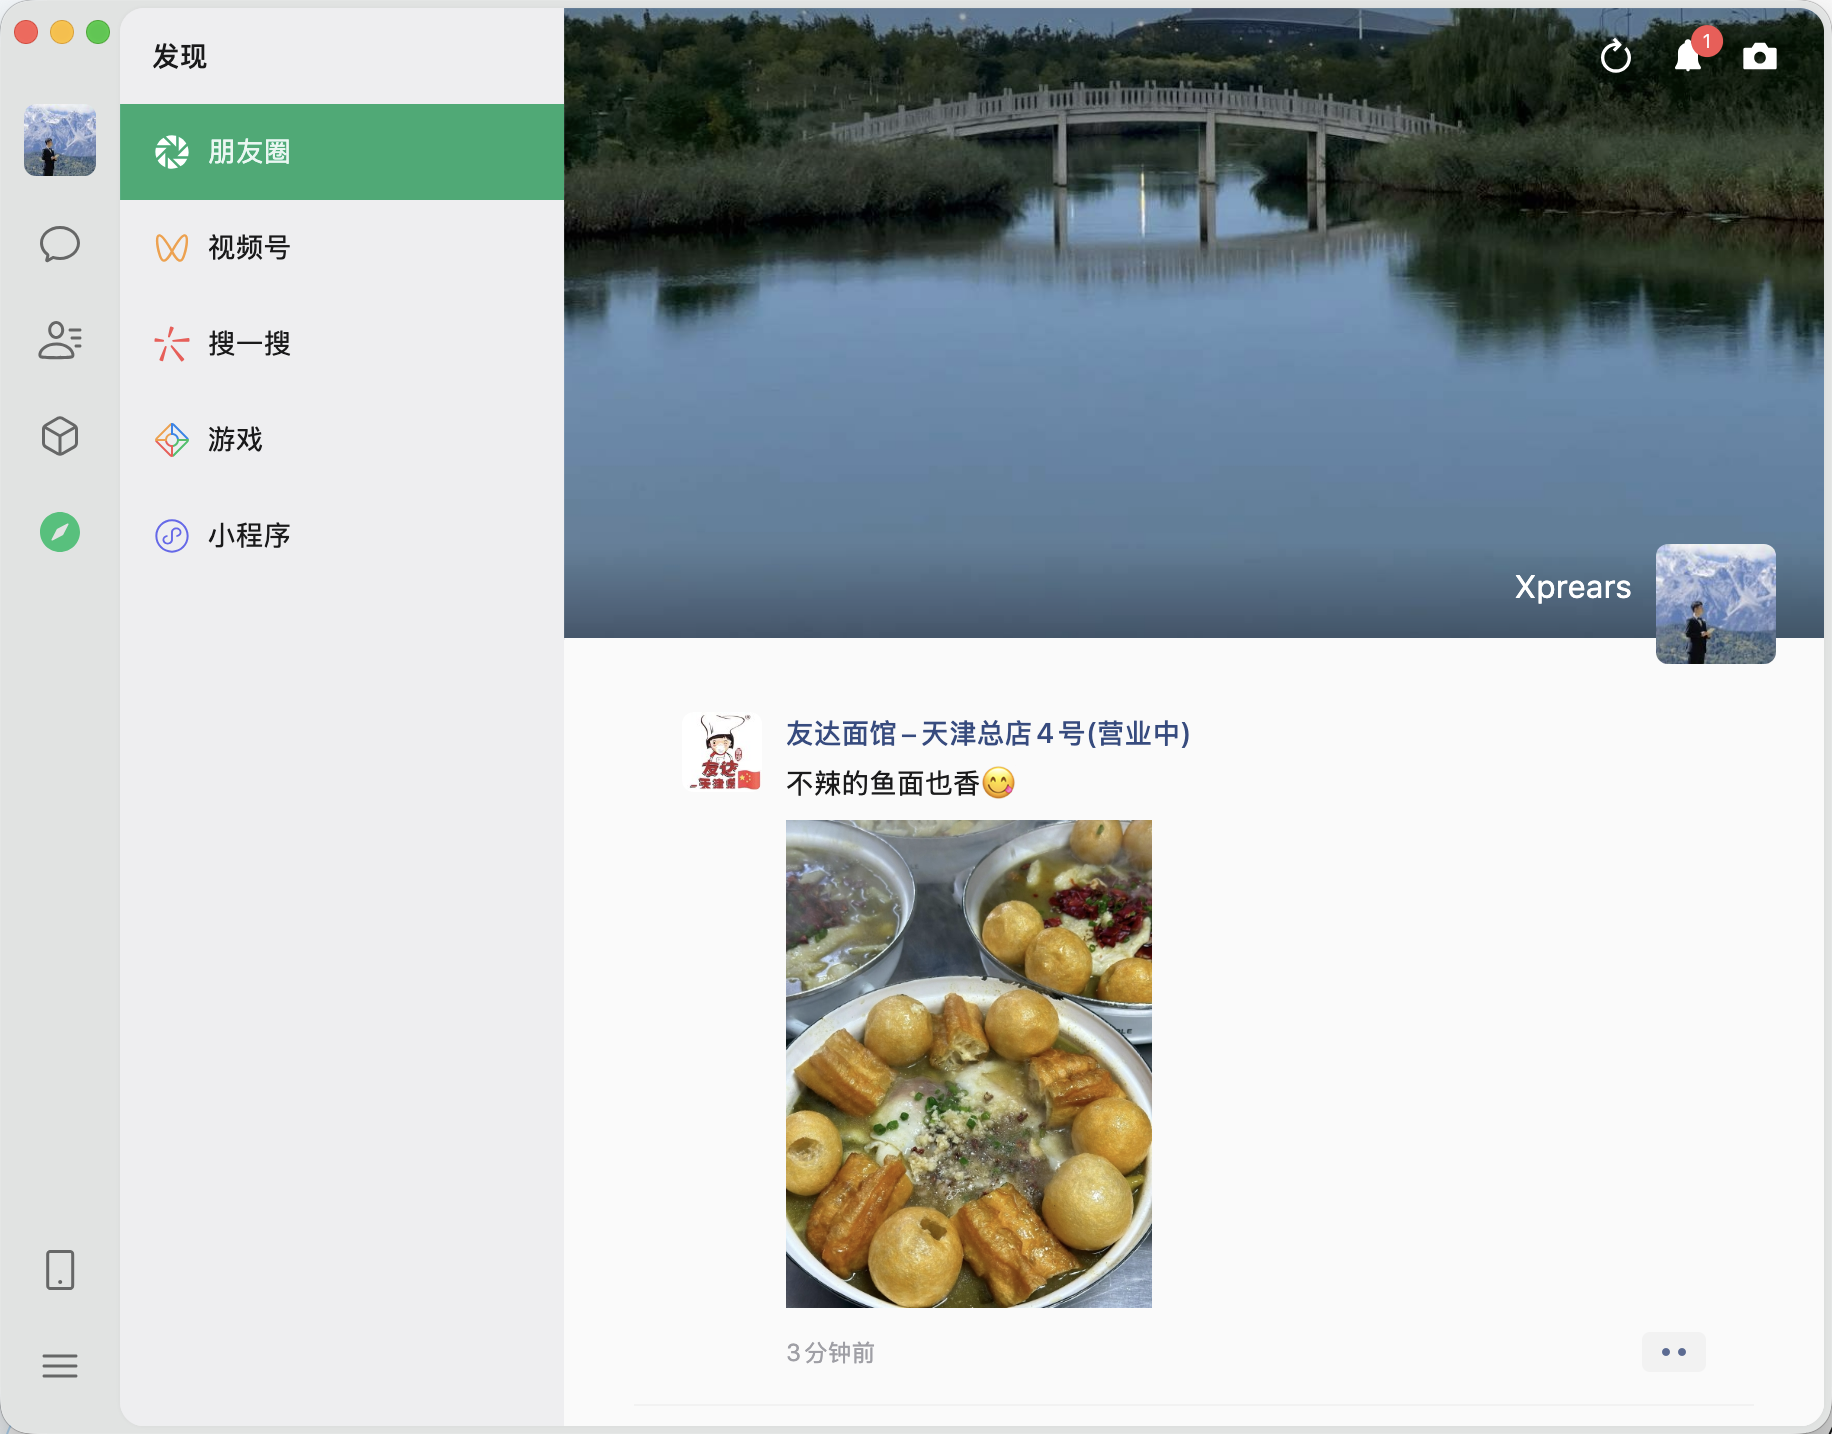 发现
朋友圈
视频号
搜一搜
游戏
小程序
1
Xprears
友达面馆–天津总店4号(营业中)
不辣的鱼面也香😋
3分钟前